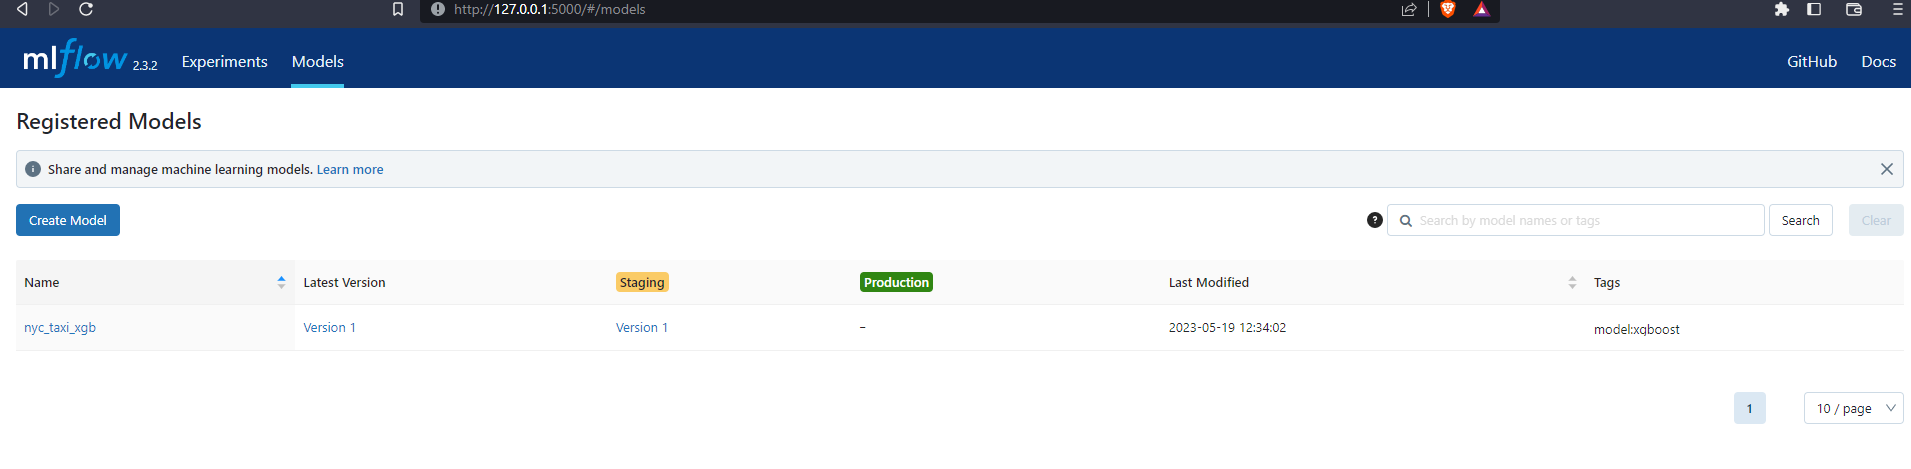 http://127.0.0.1:5000/#/models
mlflow 2.3.2 Experiments Models GitHub Docs
Registered Models
Share and manage machine learning models. Learn more
Create Model ? Search by model names or tags Search Clear
Name Latest Version Staging Production Last Modified Tags
nyc_taxi_xgb Version 1 Version 1 – 2023-05-19 12:34:02 model:xgboost
1 10 / page